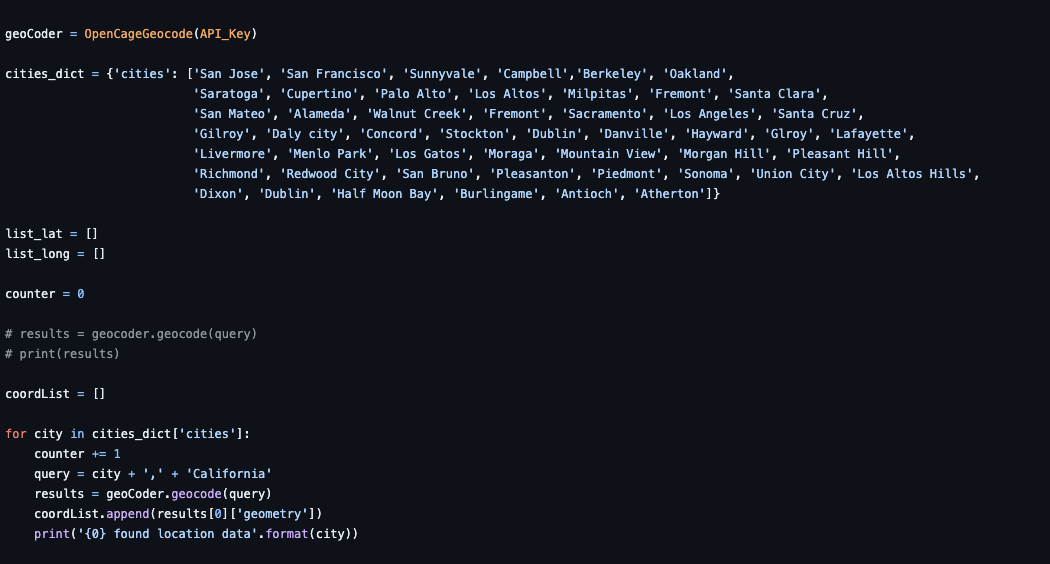 geoCoder = OpenCageGeocode(API_Key)
cities_dict = {'cities': ['San Jose', 'San Francisco', 'Sunnyvale', 'Campbell','Berkeley', 'Oakland',
'Saratoga', 'Cupertino', 'Palo Alto', 'Los Altos', 'Milpitas', 'Fremont', 'Santa Clara',
'San Mateo', 'Alameda', 'Walnut Creek', 'Fremont', 'Sacramento', 'Los Angeles', 'Santa Cruz',
'Gilroy', 'Daly city', 'Concord', 'Stockton', 'Dublin', 'Danville', 'Hayward', 'Glroy', 'Lafayette',
'Livermore', 'Menlo Park', 'Los Gatos', 'Moraga', 'Mountain View', 'Morgan Hill', 'Pleasant Hill',
'Richmond', 'Redwood City', 'San Bruno', 'Pleasanton', 'Piedmont', 'Sonoma', 'Union City', 'Los Altos Hills',
'Dixon', 'Dublin', 'Half Moon Bay', 'Burlingame', 'Antioch', 'Atherton']}
list_lat = []
list_long = []
counter = 0
# results = geocoder.geocode(query)
# print(results)
coordList = []
for city in cities_dict['cities']:
counter += 1
query = city + ',' + 'California'
results = geoCoder.geocode(query)
coordList.append(results[0]['geometry'])
print('{0} found location data'.format(city))